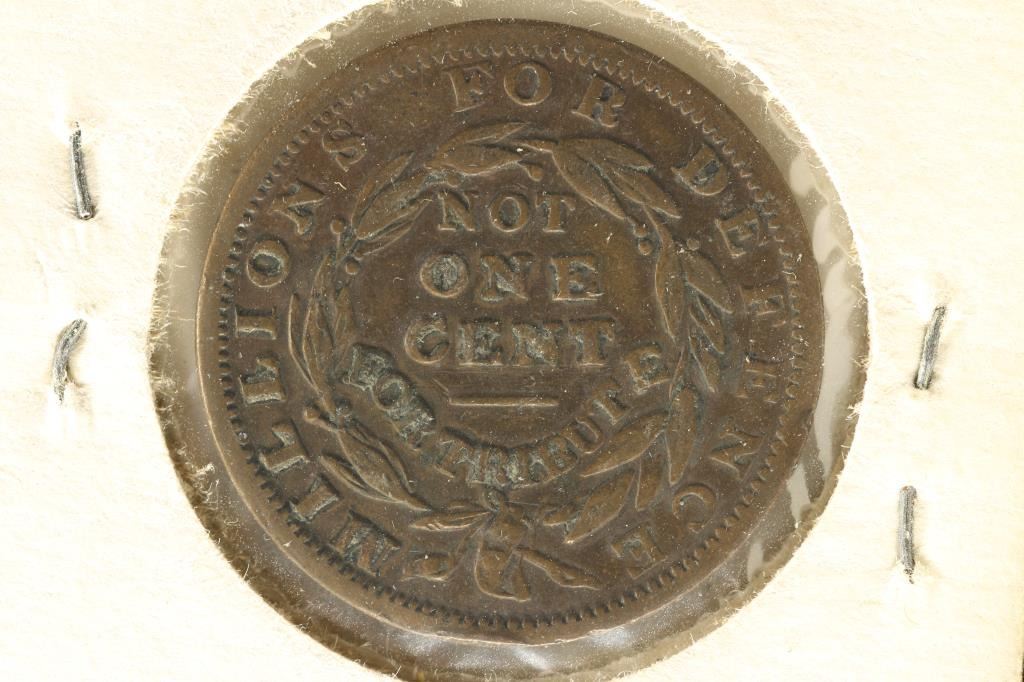 MILLIONS FOR DEFENCE
NOT
ONE
CENT
FOR TRIBUTE